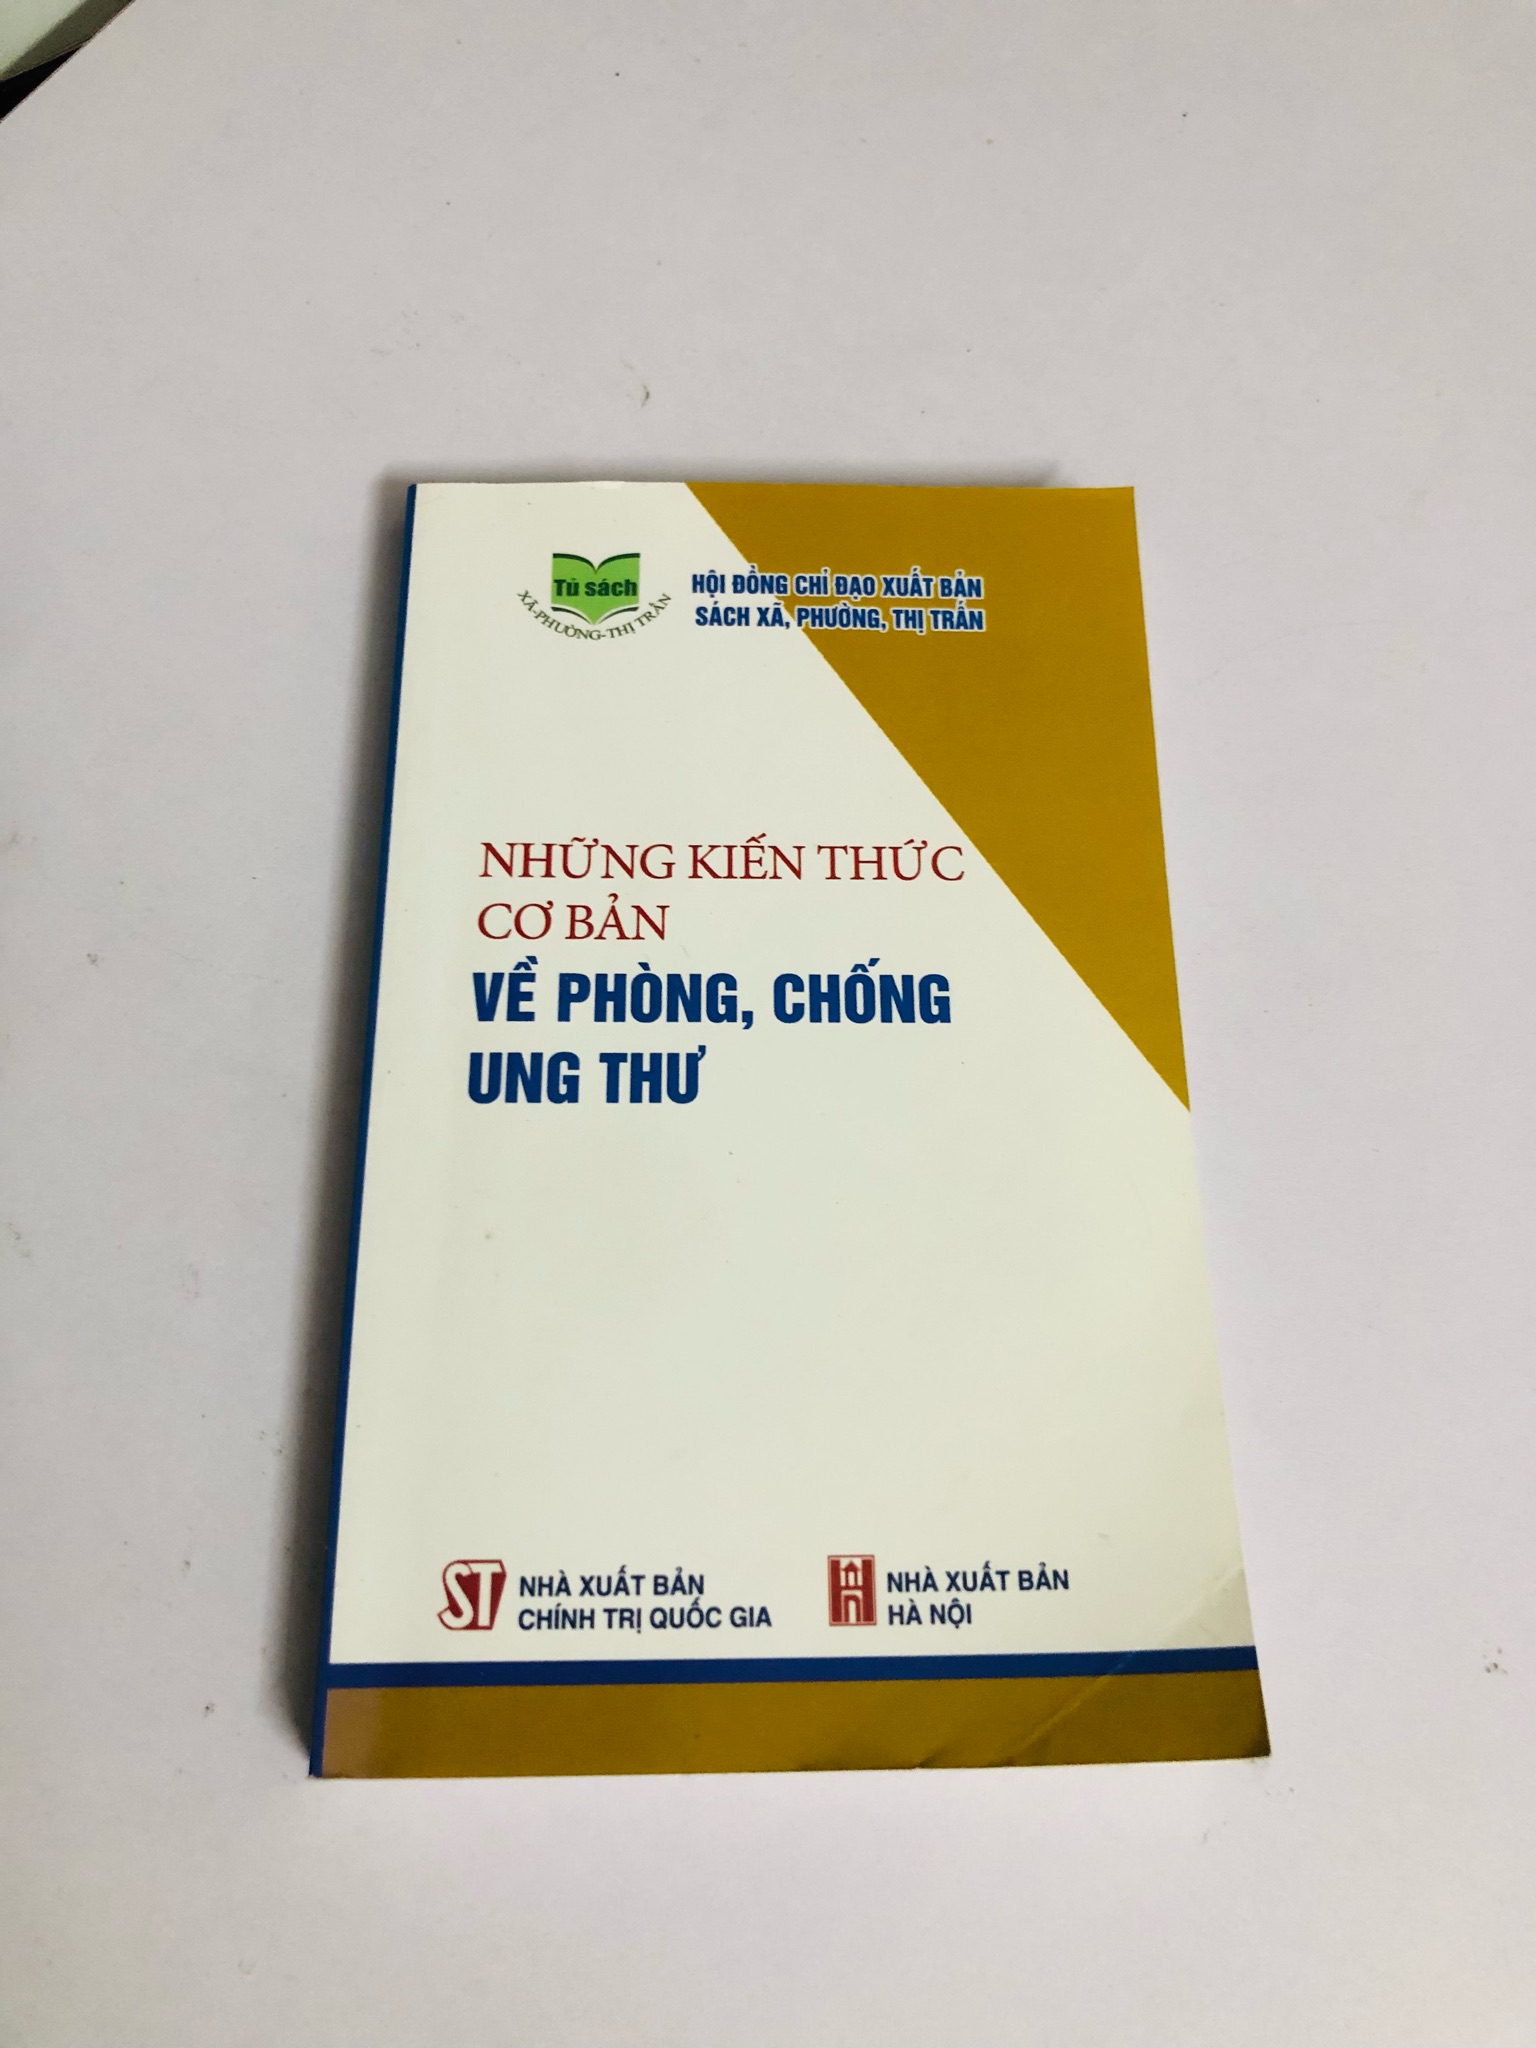 Tủ sách
XÃ-PHƯỜNG-THỊ TRẤN
HỘI ĐỒNG CHỈ ĐẠO XUẤT BẢN
SÁCH XÃ, PHƯỜNG, THỊ TRẤN
NHỮNG KIẾN THỨC
CƠ BẢN
VỀ PHÒNG, CHỐNG
UNG THƯ
ST
NHÀ XUẤT BẢN
CHÍNH TRỊ QUỐC GIA
NHÀ XUẤT BẢN
HÀ NỘI